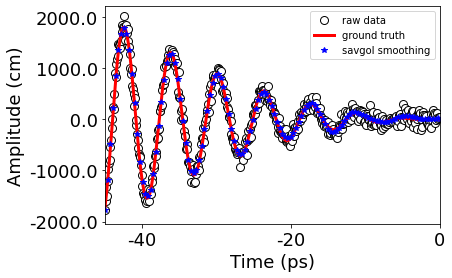 2000.0
1000.0
0.0
-1000.0
-2000.0
Amplitude (cm)
raw data
ground truth
savgol smoothing
-40
-20
0
Time (ps)